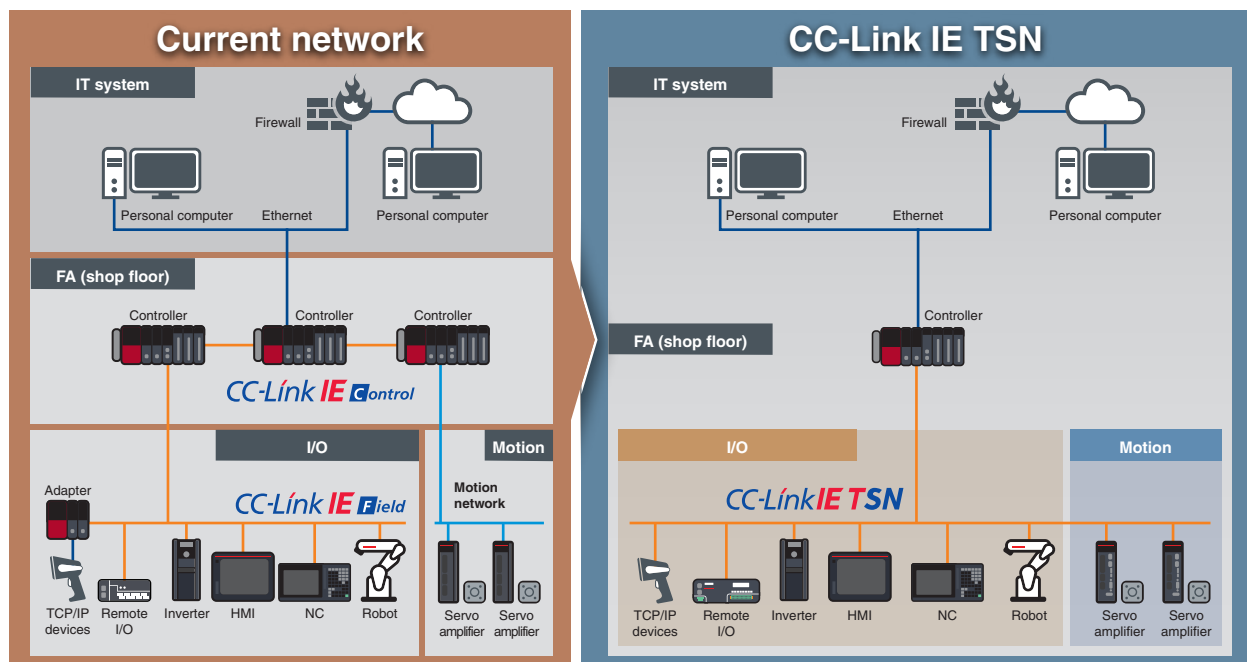 Current network
IT system
Firewall
Personal computer
Ethernet
Personal computer
FA (shop floor)
Controller
Controller
Controller
CC-Link IE Control
I/O
Motion
Adapter
CC-Link IE Field
Motion
network
TCP/IP
devices
Remote
I/O
Inverter
HMI
NC
Robot
Servo
amplifier
Servo
amplifier
CC-Link IE TSN
IT system
Firewall
Personal computer
Ethernet
Personal computer
FA (shop floor)
Controller
I/O
Motion
CC-Link IE TSN
TCP/IP
devices
Remote
I/O
Inverter
HMI
NC
Robot
Servo
amplifier
Servo
amplifier